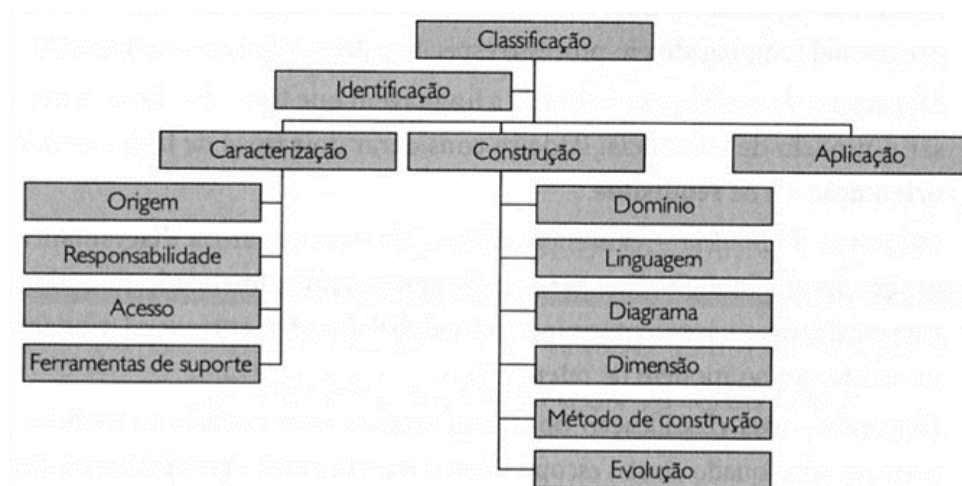 Classificação
Identificação
Caracterização
Construção
Aplicação
Origem
Responsabilidade
Acesso
Ferramentas de suporte
Domínio
Linguagem
Diagrama
Dimensão
Método de construção
Evolução